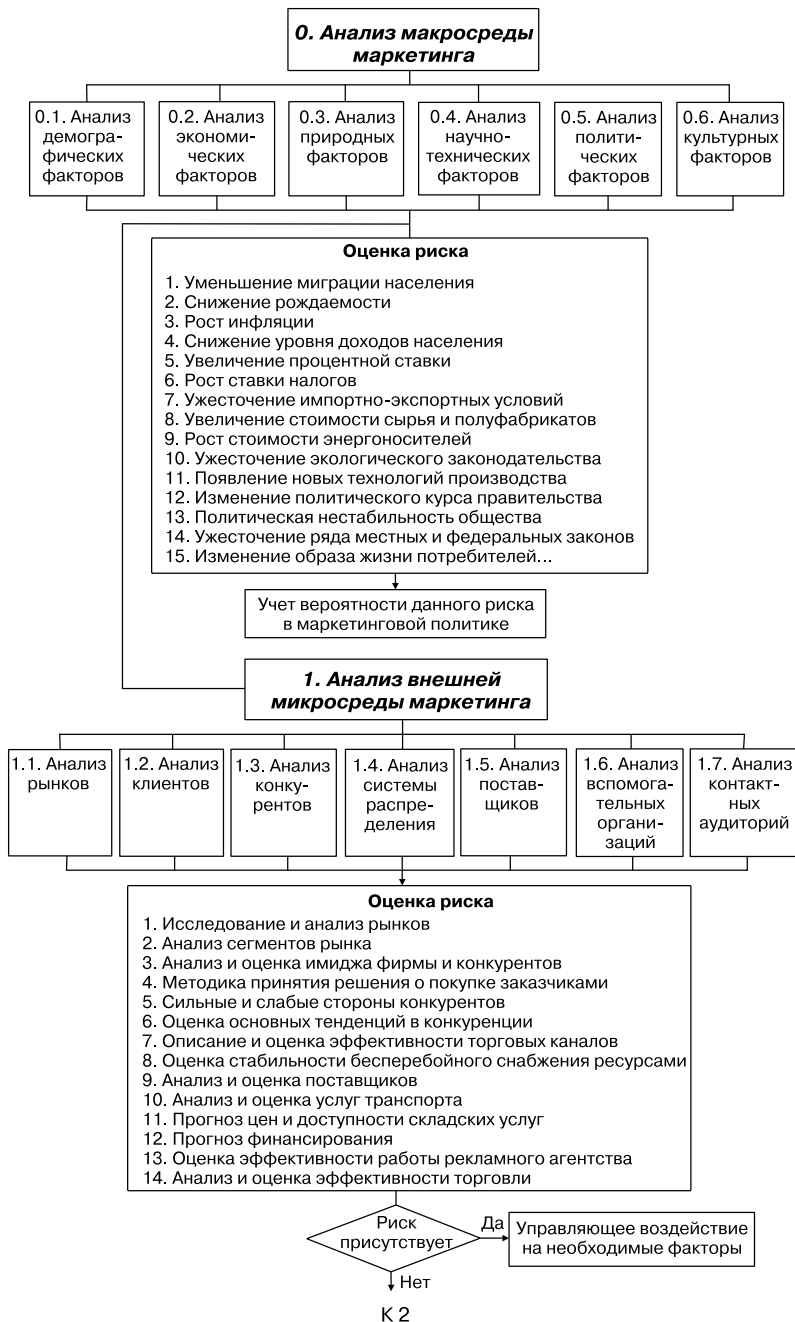 0. Анализ макросреды
маркетинга
0.1. Анализ
демогра-
фических
факторов
0.2. Анализ
экономи-
ческих
факторов
0.3. Анализ
природных
факторов
0.4. Анализ
научно-
технических
факторов
0.5. Анализ
полити-
ческих
факторов
0.6. Анализ
культурных
факторов
Оценка риска
1. Уменьшение миграции населения
2. Снижение рождаемости
3. Рост инфляции
4. Снижение уровня доходов населения
5. Увеличение процентной ставки
6. Рост ставки налогов
7. Ужесточение импортно-экспортных условий
8. Увеличение стоимости сырья и полуфабрикатов
9. Рост стоимости энергоносителей
10. Ужесточение экологического законодательства
11. Появление новых технологий производства
12. Изменение политического курса правительства
13. Политическая нестабильность общества
14. Ужесточение ряда местных и федеральных законов
15. Изменение образа жизни потребителей...
Учет вероятности данного риска
в маркетинговой политике
1. Анализ внешней
микросреды маркетинга
1.1. Анализ
рынков
1.2. Анализ
клиентов
1.3. Анализ
конку-
рентов
1.4. Анализ
системы
распре-
деления
1.5. Анализ
постав-
щиков
1.6. Анализ
вспомога-
тельных
органи-
заций
1.7. Анализ
контакт-
ных
аудиторий
Оценка риска
1. Исследование и анализ рынков
2. Анализ сегментов рынка
3. Анализ и оценка имиджа фирмы и конкурентов
4. Методика принятия решения о покупке заказчиками
5. Сильные и слабые стороны конкурентов
6. Оценка основных тенденций в конкуренции
7. Описание и оценка эффективности торговых каналов
8. Оценка стабильности бесперебойного снабжения ресурсами
9. Анализ и оценка поставщиков
10. Анализ и оценка услуг транспорта
11. Прогноз цен и доступности складских услуг
12. Прогноз финансирования
13. Оценка эффективности работы рекламного агентства
14. Анализ и оценка эффективности торговли
Риск
присутствует
Да
Управляющее воздействие
на необходимые факторы
Нет
К 2